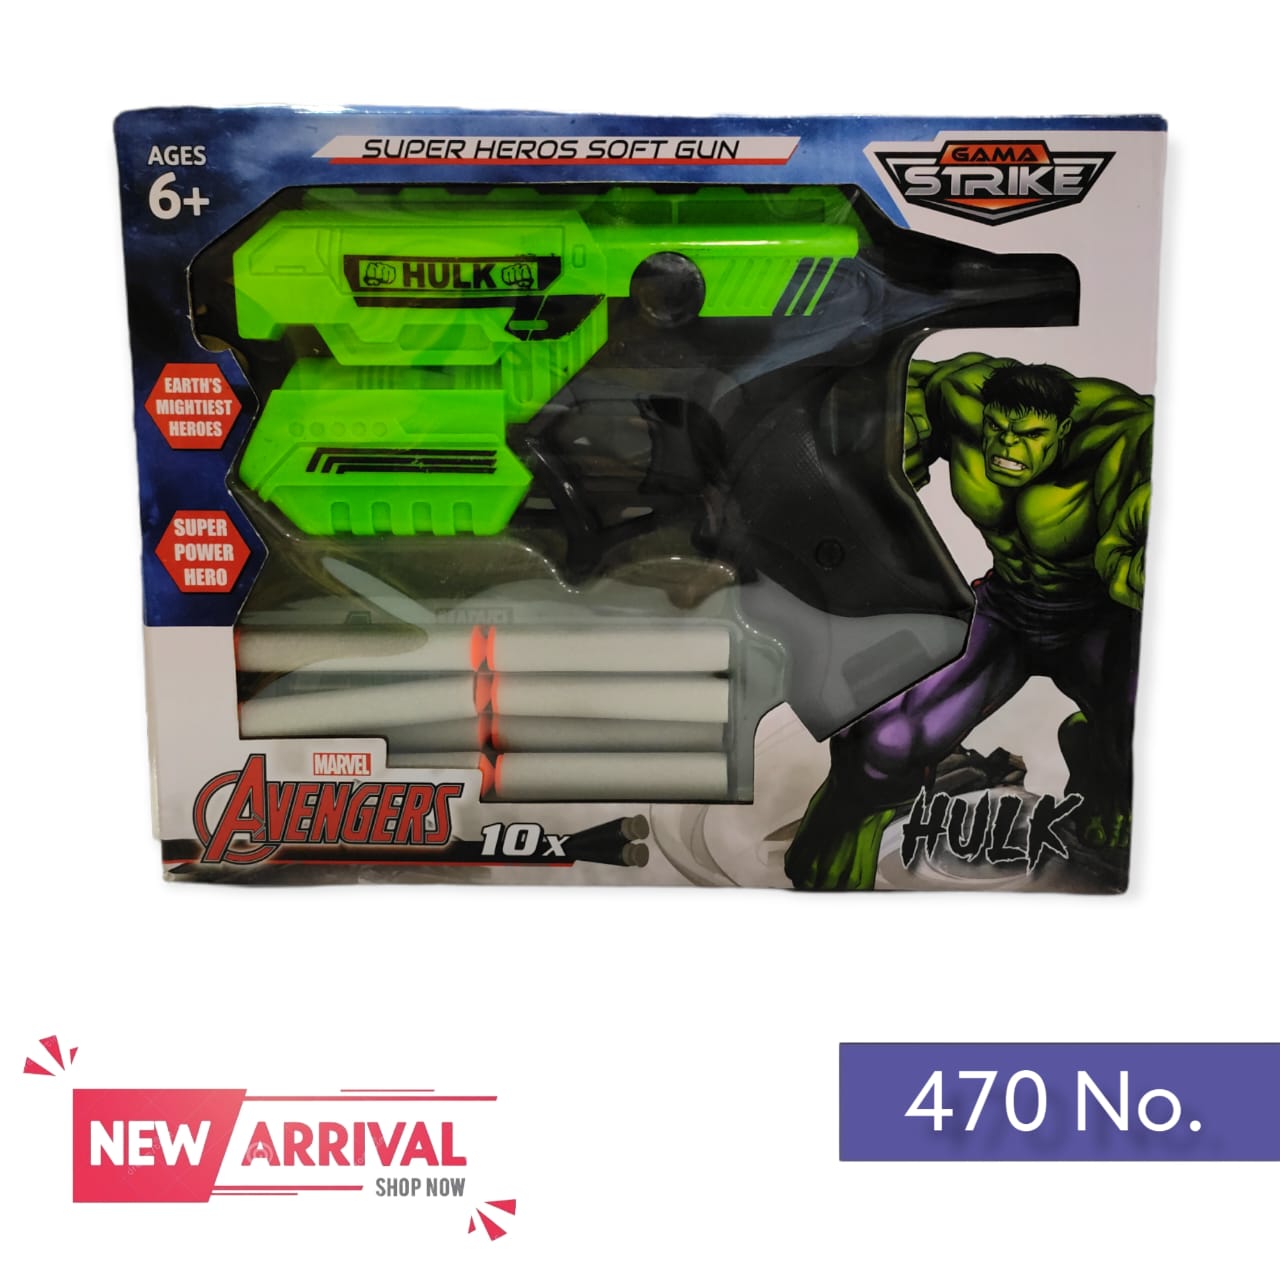 AGES
6+
SUPER HEROS SOFT GUN
GAMA
STRIKE
HULK
EARTH'S
MIGHTIEST
HEROES
SUPER
POWER
HERO
MARVEL
AVENGERS
10x
HULK
NEW ARRIVAL
SHOP NOW
470 No.